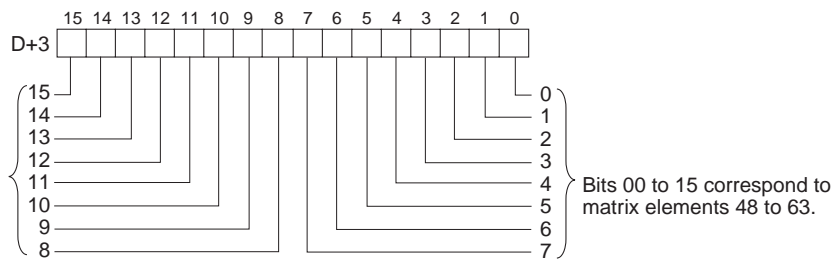 15 14 13 12 11 10 9 8 7 6 5 4 3 2 1 0
D+3
15 0
14 1
13 2
12 3
11 4
10 5
9 6
8 7
Bits 00 to 15 correspond to
matrix elements 48 to 63.